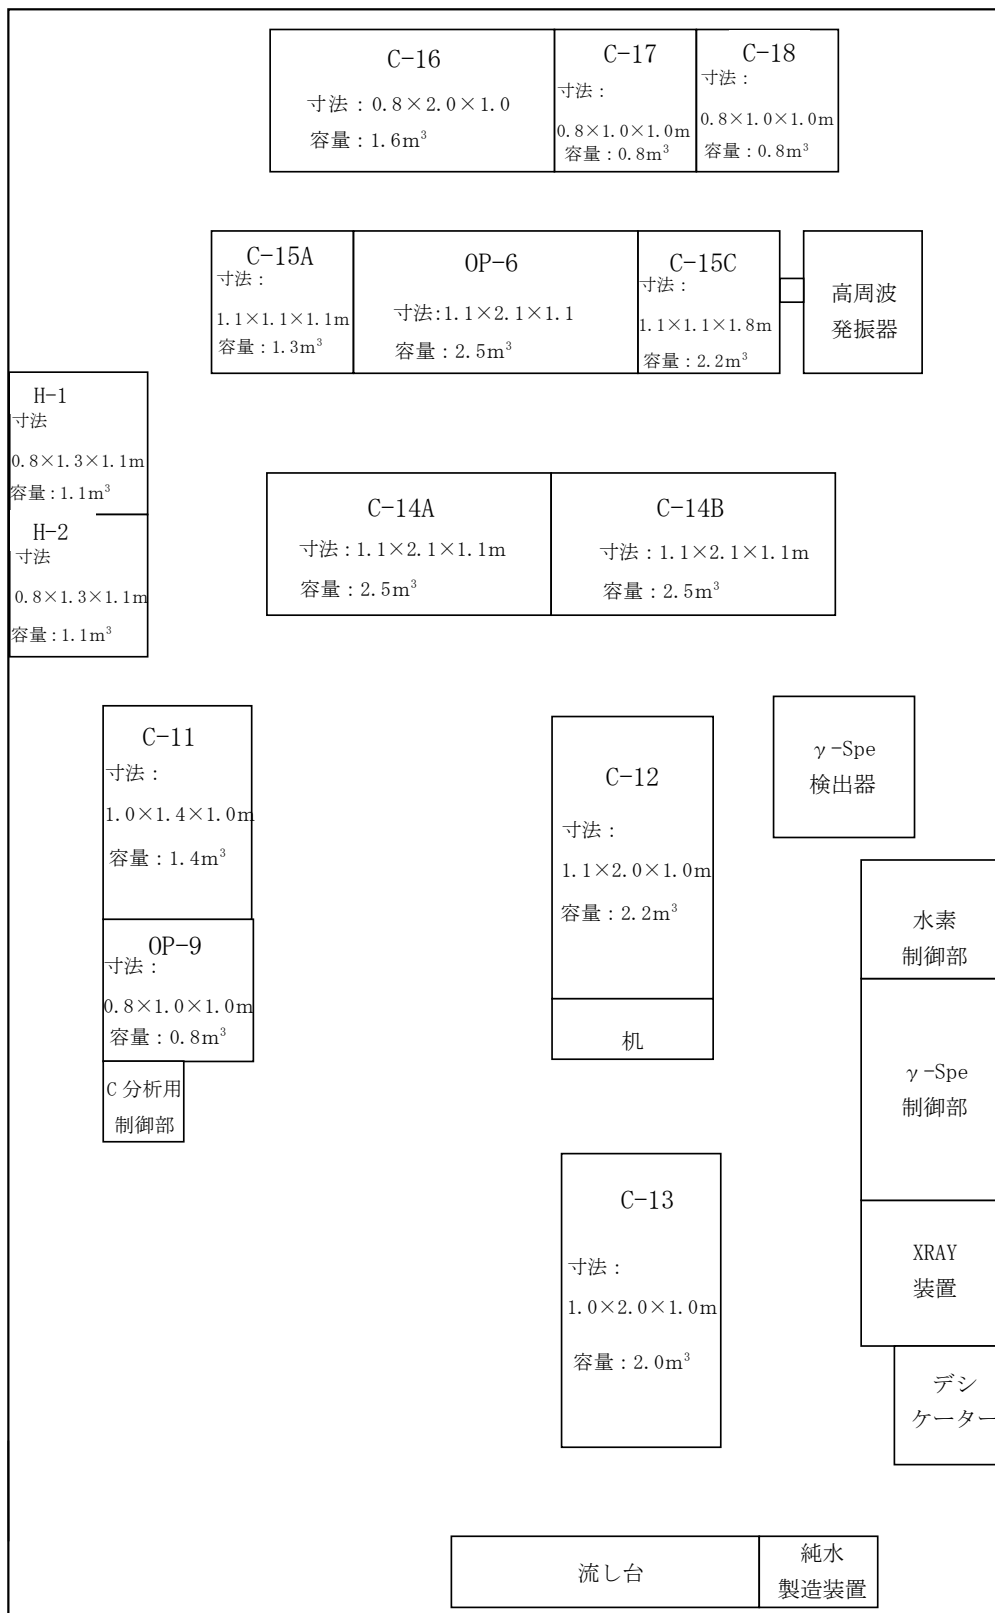 C-16
寸法：0.8×2.0×1.0
容量：1.6m³
C-17
寸法：
0.8×1.0×1.0m
容量：0.8m³
C-18
寸法：
0.8×1.0×1.0m
容量：0.8m³
C-15A
寸法：
1.1×1.1×1.1m
容量：1.3m³
OP-6
寸法:1.1×2.1×1.1
容量：2.5m³
C-15C
寸法：
1.1×1.1×1.8m
容量：2.2m³
高周波
発振器
H-1
寸法
0.8×1.3×1.1m
容量：1.1m³
H-2
寸法
0.8×1.3×1.1m
容量：1.1m³
C-14A
寸法：1.1×2.1×1.1m
容量：2.5m³
C-14B
寸法：1.1×2.1×1.1m
容量：2.5m³
C-11
寸法：
1.0×1.4×1.0m
容量：1.4m³
OP-9
寸法：
0.8×1.0×1.0m
容量：0.8m³
C 分析用
制御部
C-12
寸法：
1.1×2.0×1.0m
容量：2.2m³
机
γ-Spe
検出器
水素
制御部
γ-Spe
制御部
XRAY
装置
デシ
ケーター
C-13
寸法：
1.0×2.0×1.0m
容量：2.0m³
流し台
純水
製造装置